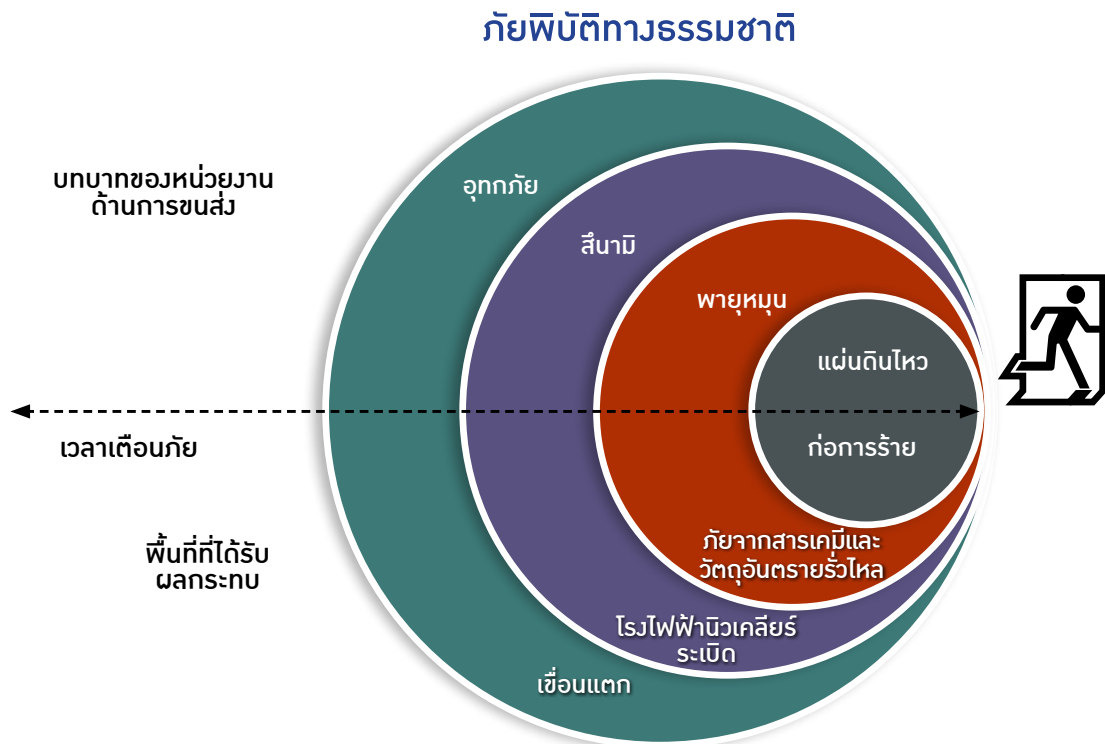 ภัยพิบัติทางธรรมชาติ
บทบาทของหน่วยงาน
ด้านการขนส่ง
อุทกภัย
สึนามิ
พายุหมุน
แผ่นดินไหว
เวลาเตือนภัย
ก่อการร้าย
พื้นที่ที่ได้รับ
ผลกระทบ
ภัยจากสารเคมีและ
วัตถุอันตรายรั่วไหล
โรงไฟฟ้านิวเคลียร์
ระเบิด
เขื่อนแตก